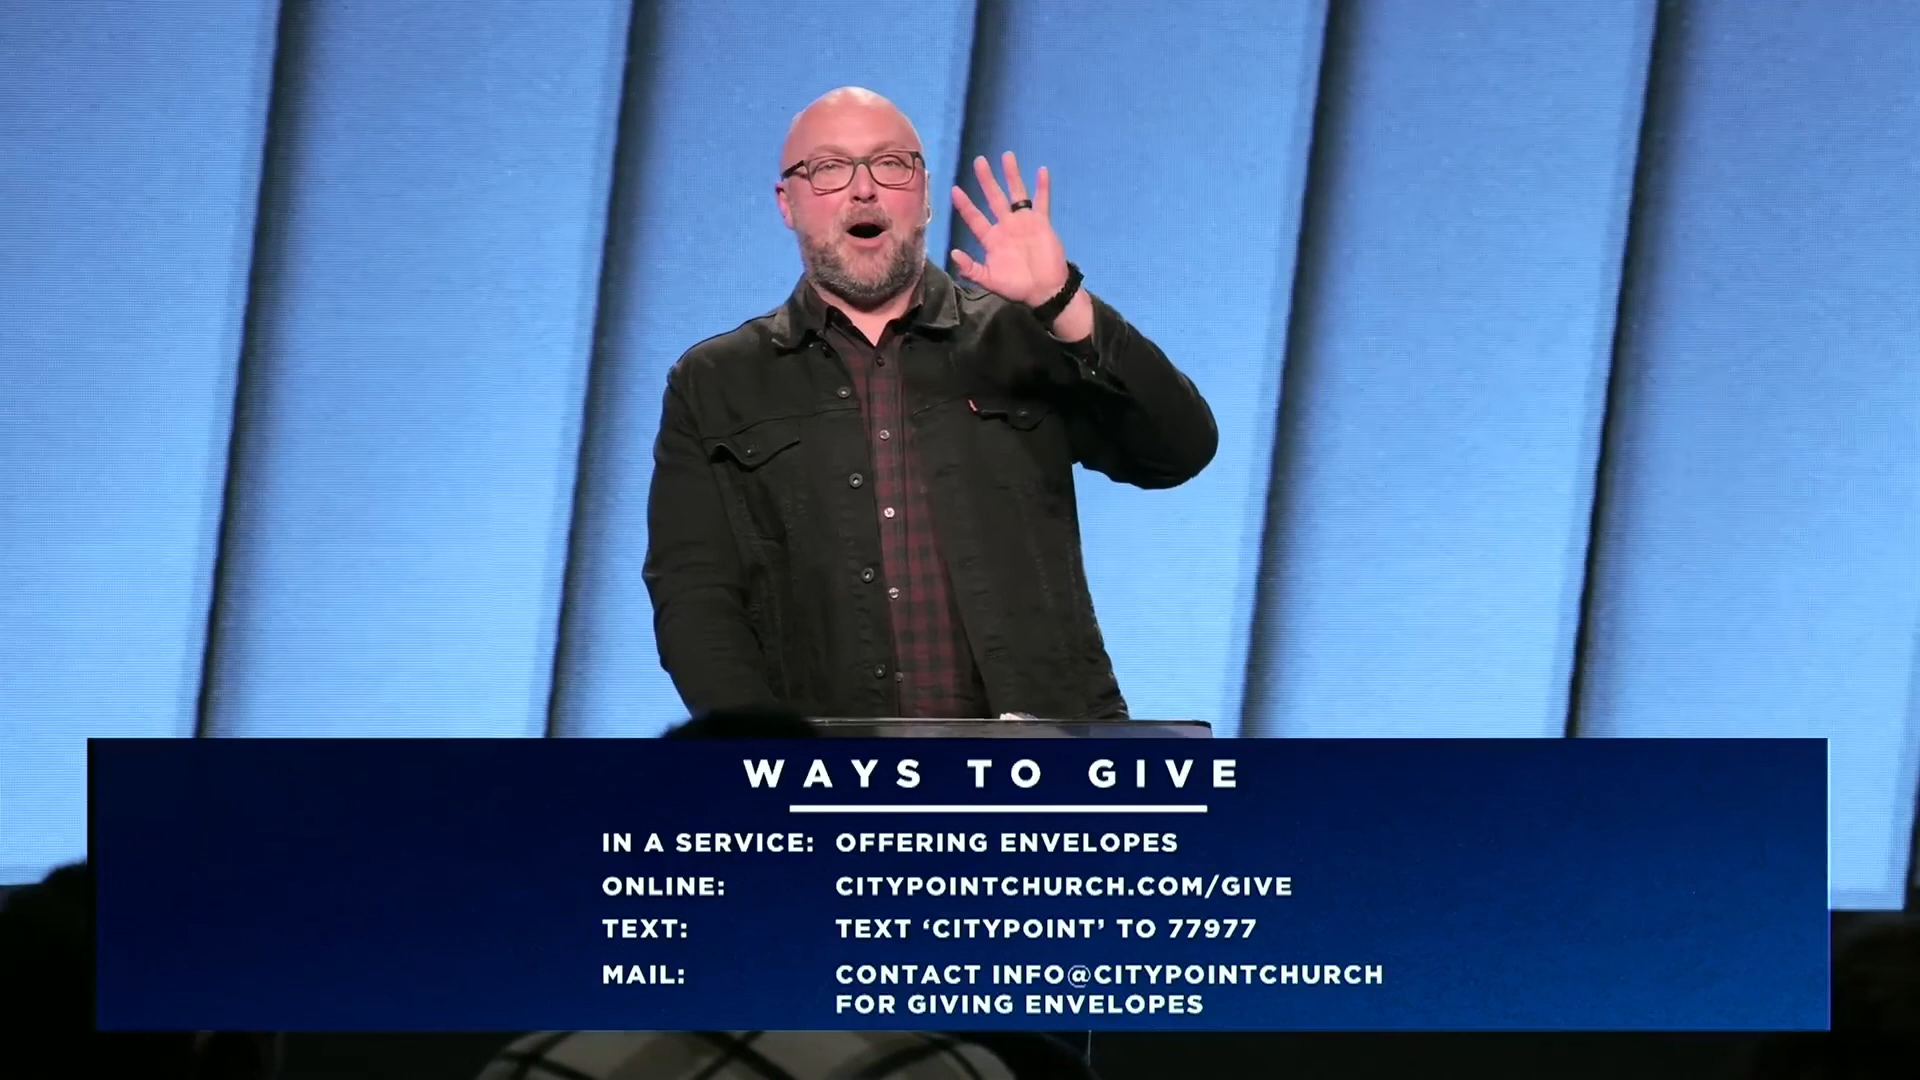 WAYS TO GIVE
IN A SERVICE: OFFERING ENVELOPES
ONLINE: CITYPOINTCHURCH.COM/GIVE
TEXT: TEXT ‘CITYPOINT’ TO 77977
MAIL: CONTACT INFO@CITYPOINTCHURCH
FOR GIVING ENVELOPES